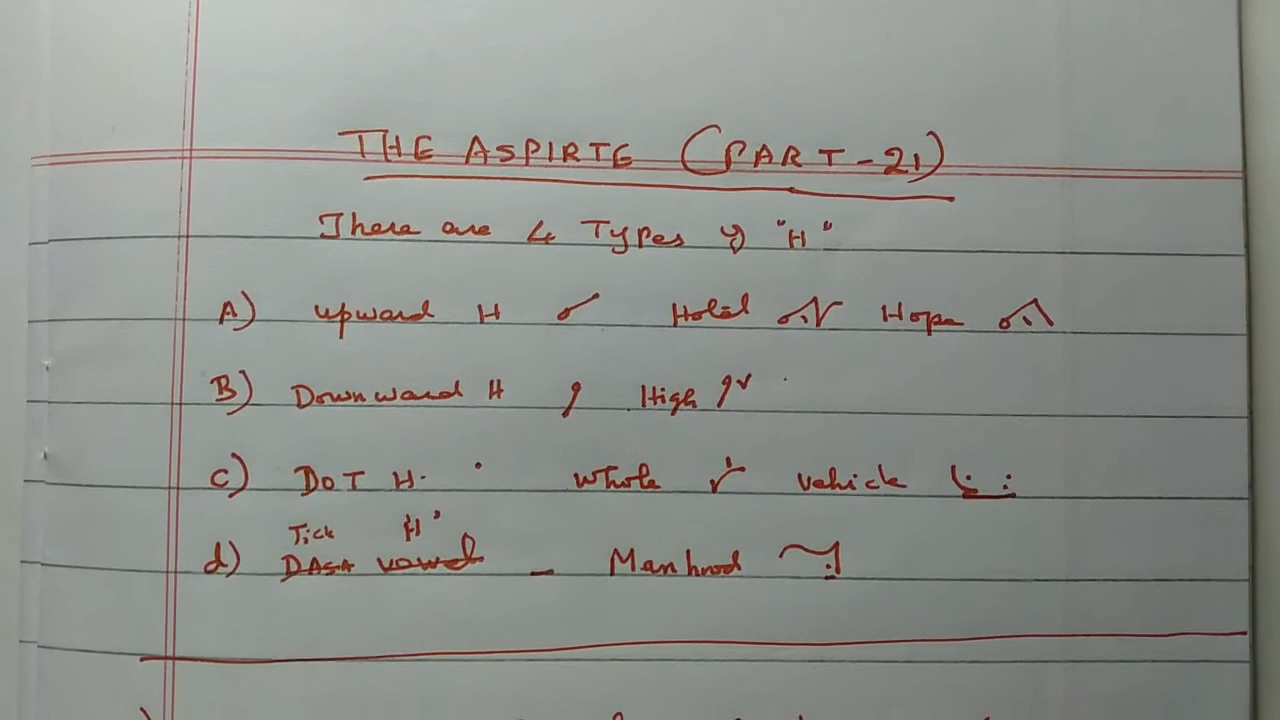 THE ASPIRTE (PART-21)
There are 4 Types of "H"
A) upward H Hotel Hope
B) Downward H High
C) DOT H. Whole vehicle
Tick H'
d) DASH vowel - Manhood